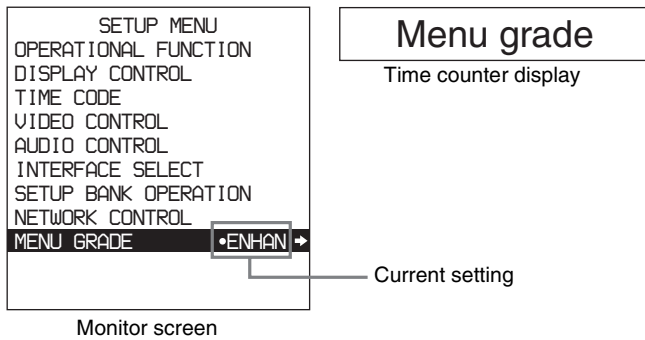 SETUP MENU
OPERATIONAL FUNCTION
DISPLAY CONTROL
TIME CODE
VIDEO CONTROL
AUDIO CONTROL
INTERFACE SELECT
SETUP BANK OPERATION
NETWORK CONTROL
MENU GRADE •ENHAN ➔
Monitor screen
Menu grade
Time counter display
Current setting